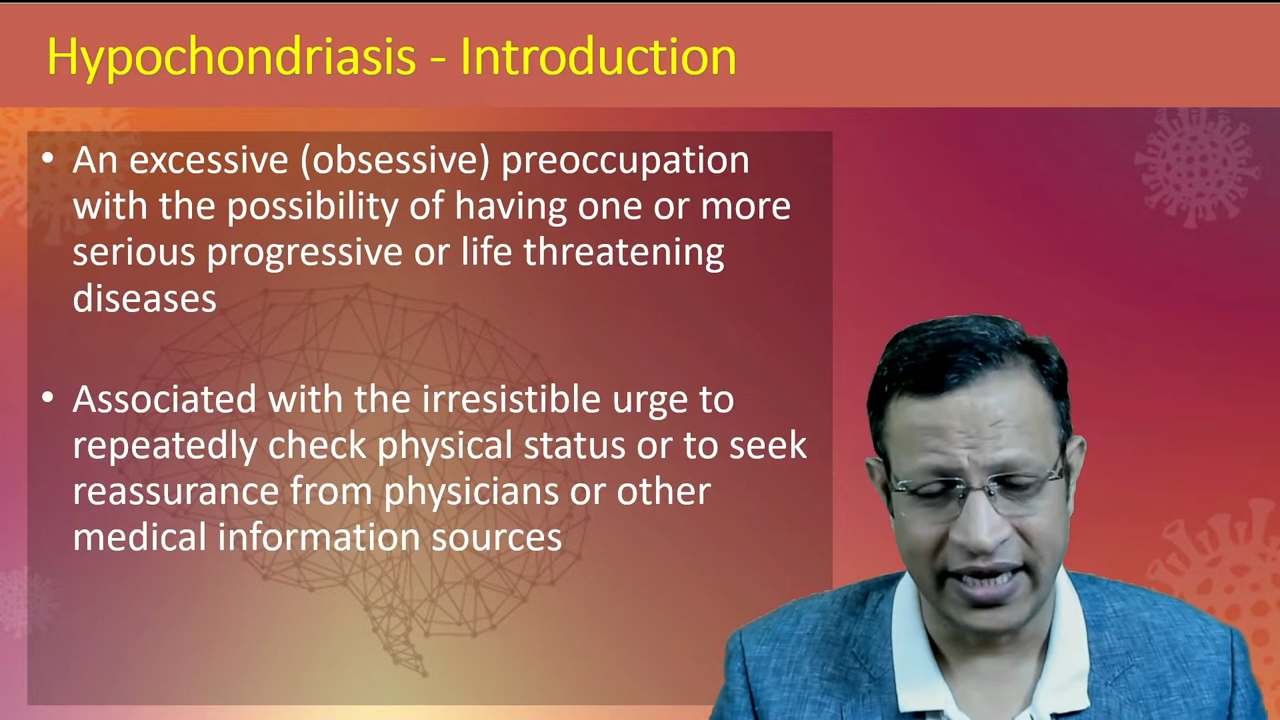 Hypochondriasis - Introduction
• An excessive (obsessive) preoccupation
with the possibility of having one or more
serious progressive or life threatening
diseases
• Associated with the irresistible urge to
repeatedly check physical status or to seek
reassurance from physicians or other
medical information sources